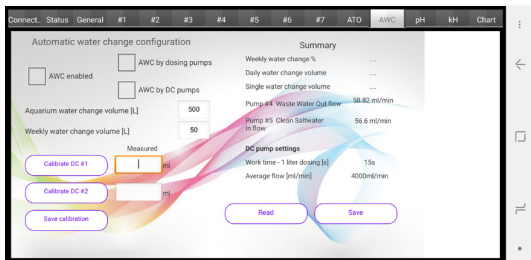 Connect.. Status General #1 #2 #3 #4 #5 #6 #7 ATO AWC pH kH Chart
Automatic water change configuration
AWC enabled
AWC by dosing pumps
AWC by DC pumps
Aquarium water change volume [L] 500
Weekly water change volume [L] 50
Measured
Calibrate DC #1 ml
Calibrate DC #2 ml
Save calibration
Summary
Weekly water change % ...
Daily water change volume ...
Single water change volume ...
Pump #4 Waste Water Out flow 58.82 ml/min
Pump #5 Clean Saltwater In flow 56.6 ml/min
DC pump settings
Work time - 1 liter dosing [s] 15s
Average flow [ml/min] 4000ml/min
Read Save